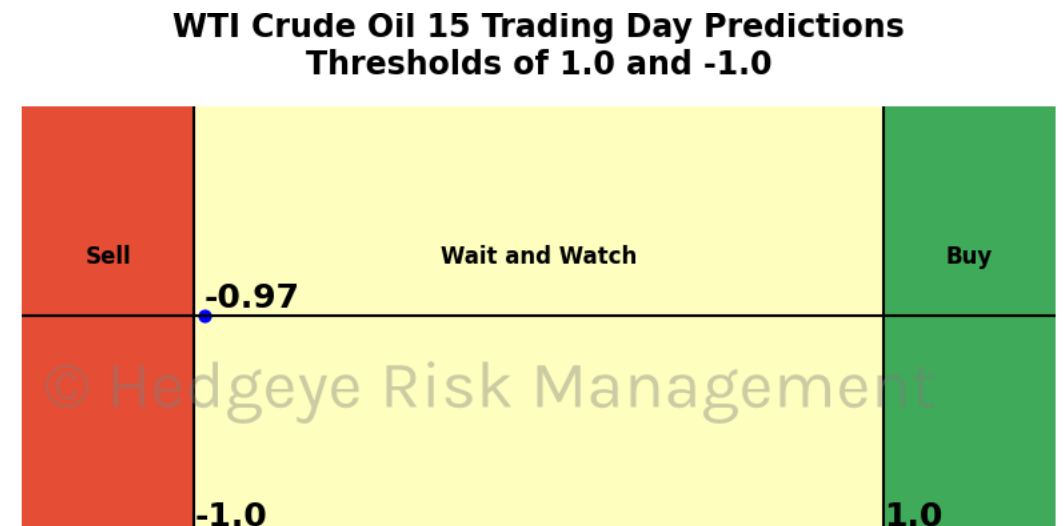 WTI Crude Oil 15 Trading Day Predictions
Thresholds of 1.0 and -1.0
Sell
Wait and Watch
Buy
-0.97
© Hedgeye Risk Management
-1.0
1.0